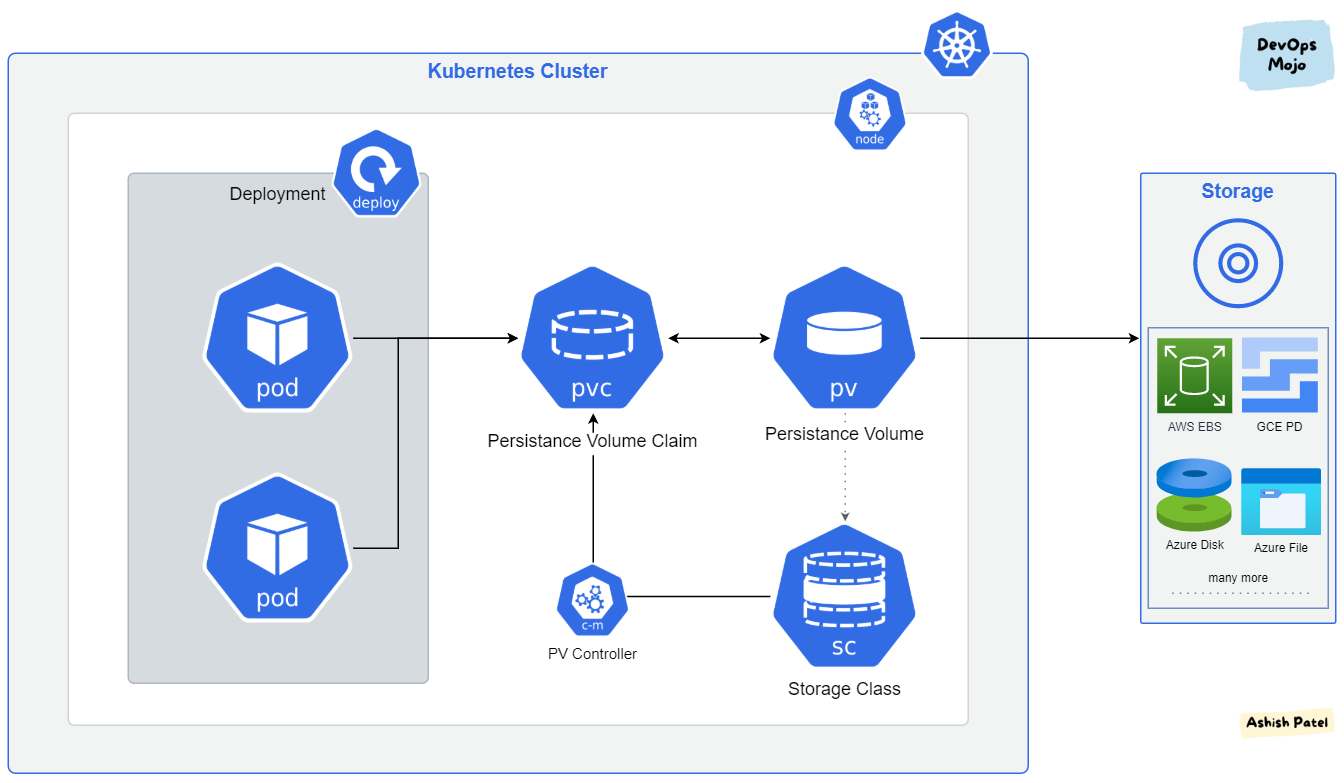 DevOps
Mojo
Kubernetes Cluster
node
Deployment
deploy
Storage
pod
pvc
pv
Persistance Volume Claim
Persistance Volume
AWS EBS
GCE PD
Azure Disk
Azure File
many more
pod
c-m
PV Controller
sc
Storage Class
Ashish Patel